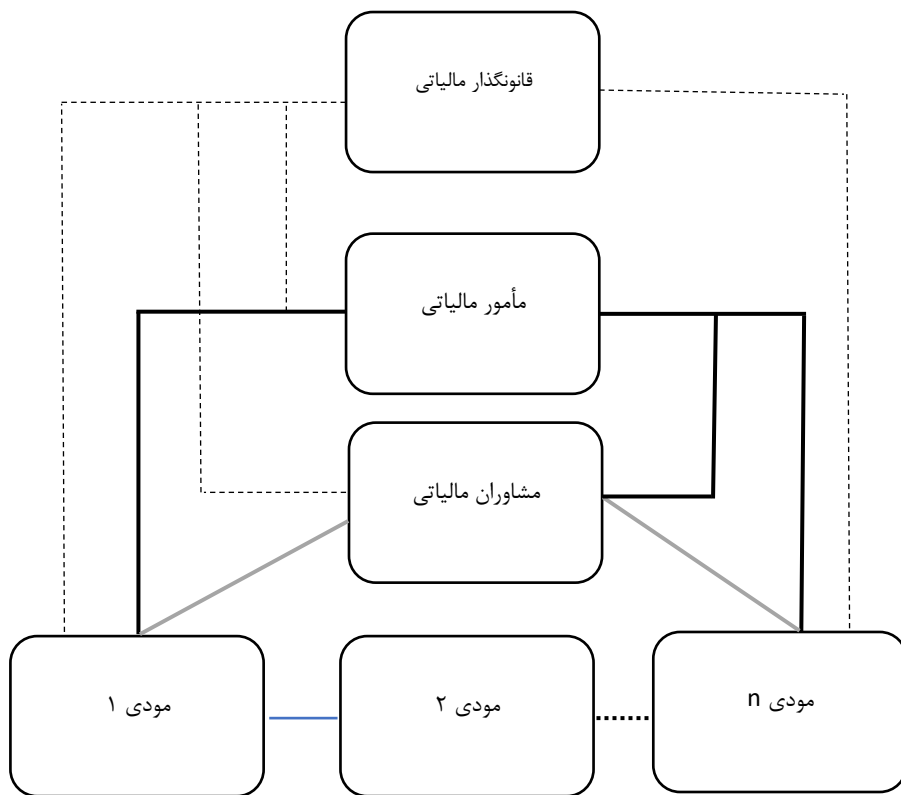 قانونگذار مالیاتی
مأمور مالیاتی
مشاوران مالیاتی
مودی ۱
مودی ۲
مودی n